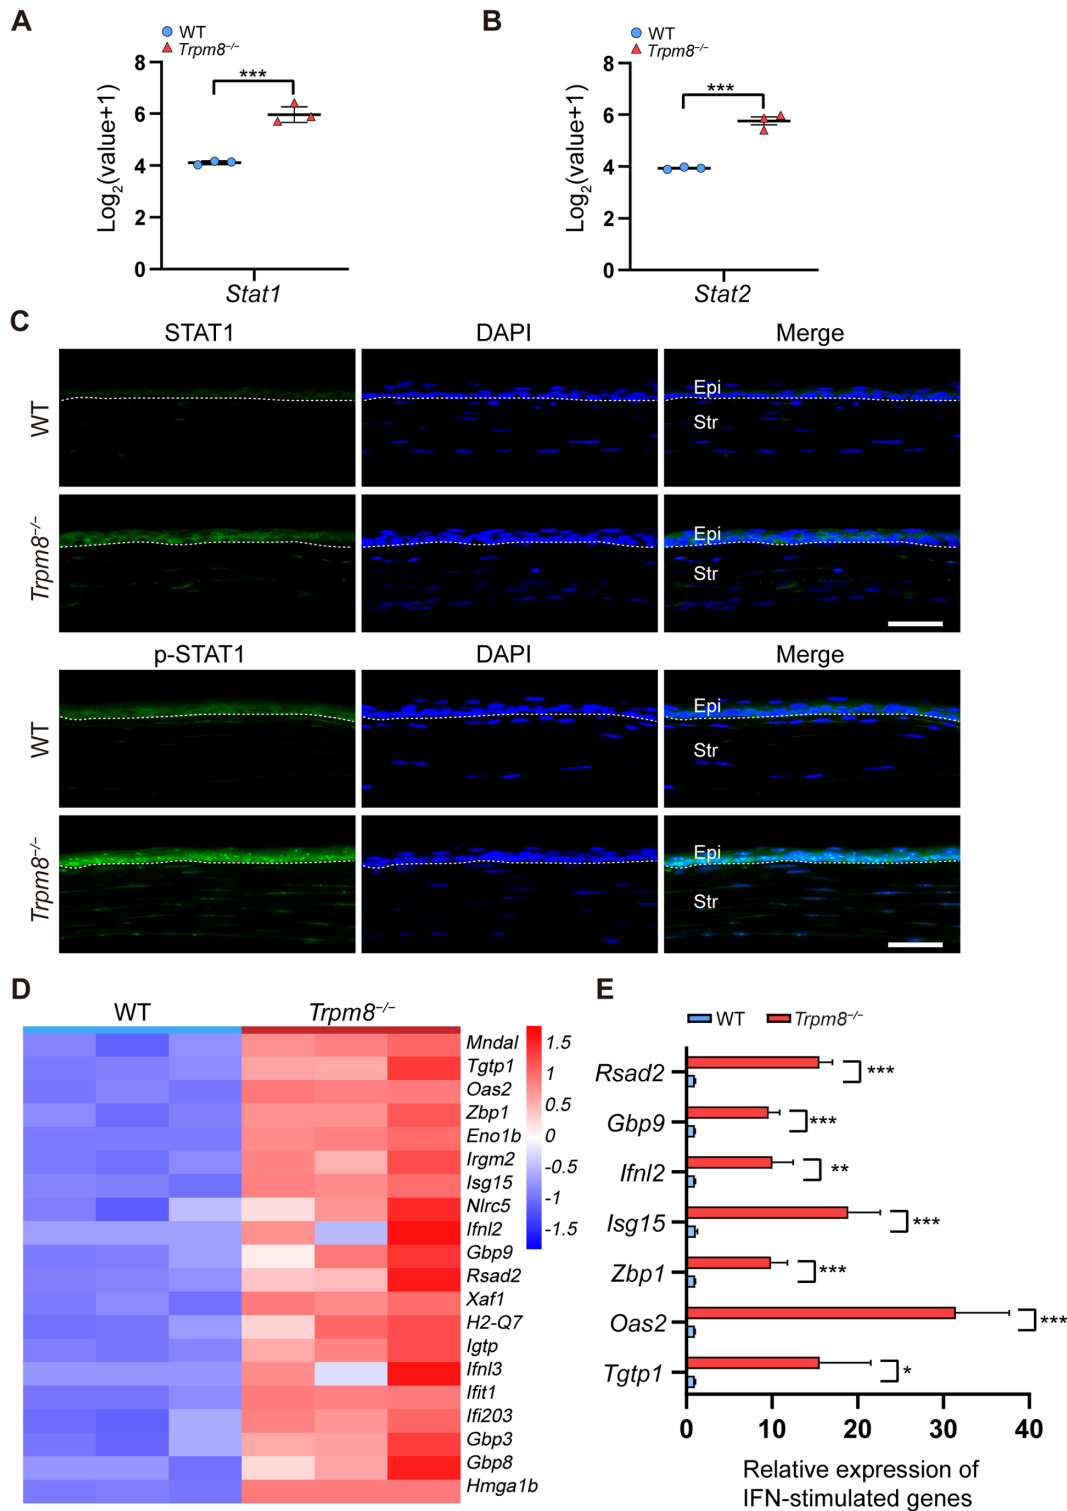 A
WT
Trpm8–/–
Log2(value+1)
8
6
4
2
0
***
Stat1
B
WT
Trpm8–/–
Log2(value+1)
8
6
4
2
0
***
Stat2
C
STAT1
DAPI
Merge
WT
Epi
Str
Trpm8–/–
Epi
Str
p-STAT1
DAPI
Merge
WT
Epi
Str
Trpm8–/–
Epi
Str
D
WT
Trpm8–/–
Mndal
Tgtp1
Oas2
Zbp1
Eno1b
Irgm2
Isg15
Nlrc5
Ifnl2
Gbp9
Rsad2
Xaf1
H2-Q7
Igtp
Ifnl3
Ifit1
Ifi203
Gbp3
Gbp8
Hmga1b
1.5
1
0.5
0
-0.5
-1
-1.5
E
WT
Trpm8–/–
Rsad2
***
Gbp9
***
Ifnl2
**
Isg15
***
Zbp1
***
Oas2
***
Tgtp1
*
0
10
20
30
40
Relative expression of
IFN-stimulated genes